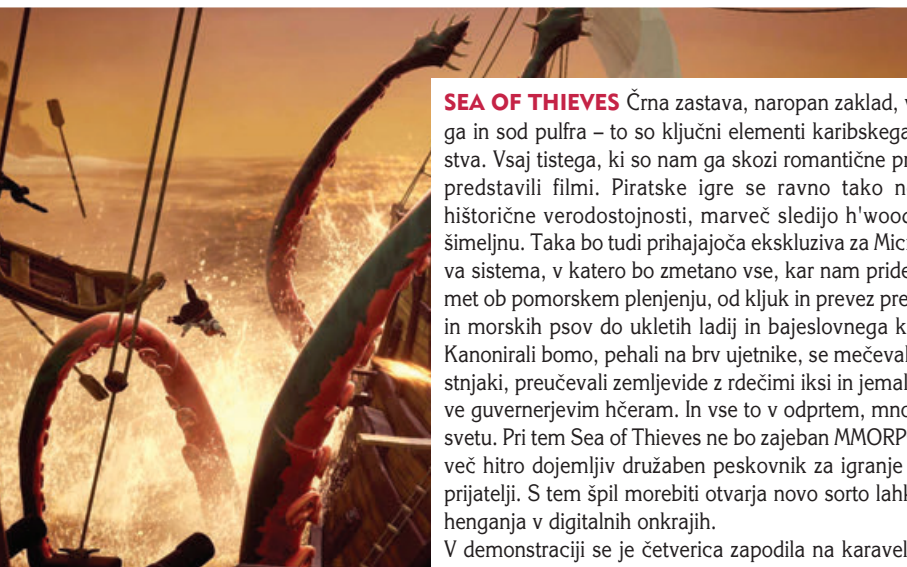 SEA OF THIEVES Črna zastava, naropan zaklad,
ga in sod pulfra – to so ključni elementi karibskega
stva. Vsaj tistega, ki so nam ga skozi romantične
predstavili filmi. Piratske igre se ravno tako
hištorične verodostojnosti, marveč sledijo
šimeljnu. Taka bo tudi prihajajoča ekskluziva za
va sistema, v katero bo zmetano vse, kar nam pride
met ob pomorskem plenjenju, od kljuk in prevez
in morskih psov do ukletih ladij in bajeslovnega
Kanonirali bomo, pehali na brv ujetnike, se
stnjaki, preučevali zemljevide z rdečimi iksi in
ve guvernerjevim hčeram. In vse to v odprtem,
svetu. Pri tem Sea of Thieves ne bo zajeban
več hitro dojemljiv družaben peskovnik za igranje
prijatelji. S tem špil morebiti otvarja novo sorto
henganja v digitalnih onkrajih.
V demonstraciji se je četverica zapodila na